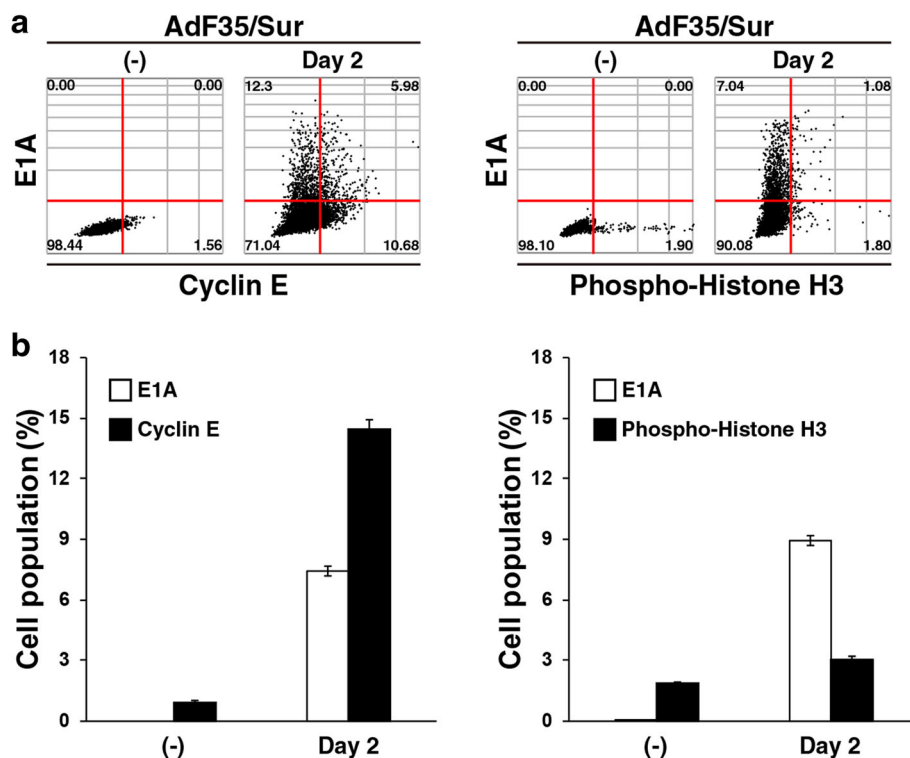 a
AdF35/Sur
(-) Day 2
0.00 0.00 12.3 5.98
E1A
98.44 1.56 71.04 10.68
Cyclin E
AdF35/Sur
(-) Day 2
0.00 0.00 7.04 1.08
E1A
98.10 1.90 90.08 1.80
Phospho-Histone H3
b
Cell population (%)
18
15
12
9
6
3
0
E1A
Cyclin E
(-) Day 2
Cell population (%)
18
15
12
9
6
3
0
E1A
Phospho-Histone H3
(-) Day 2